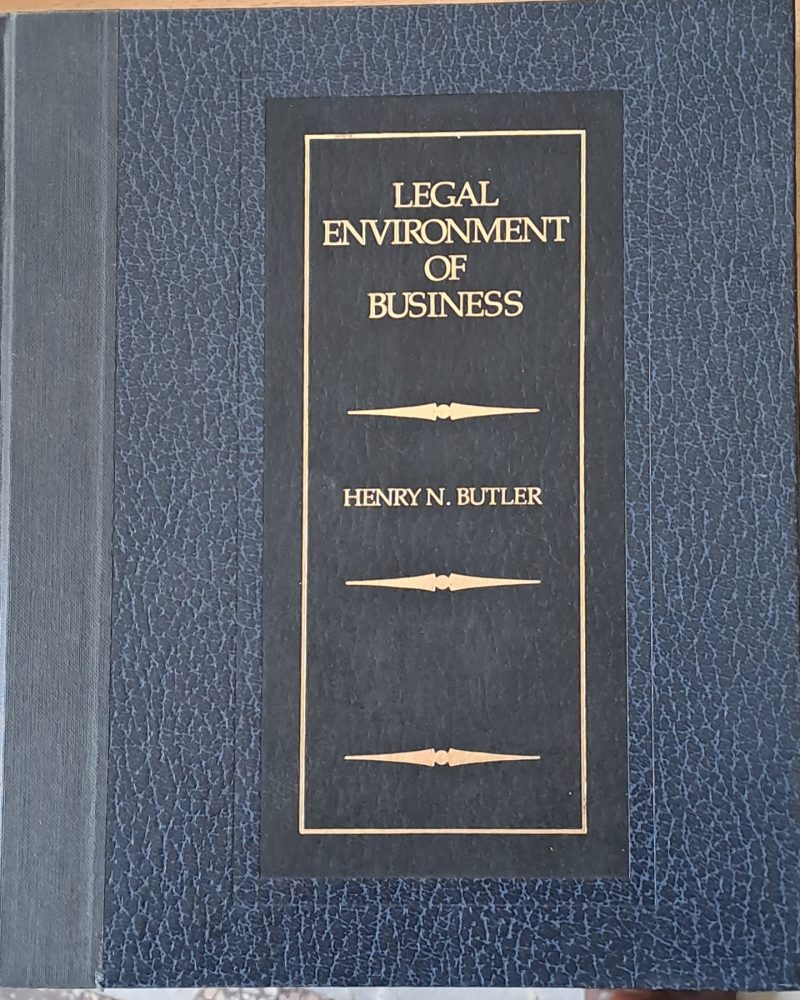 LEGAL
ENVIRONMENT
OF
BUSINESS
HENRY N. BUTLER